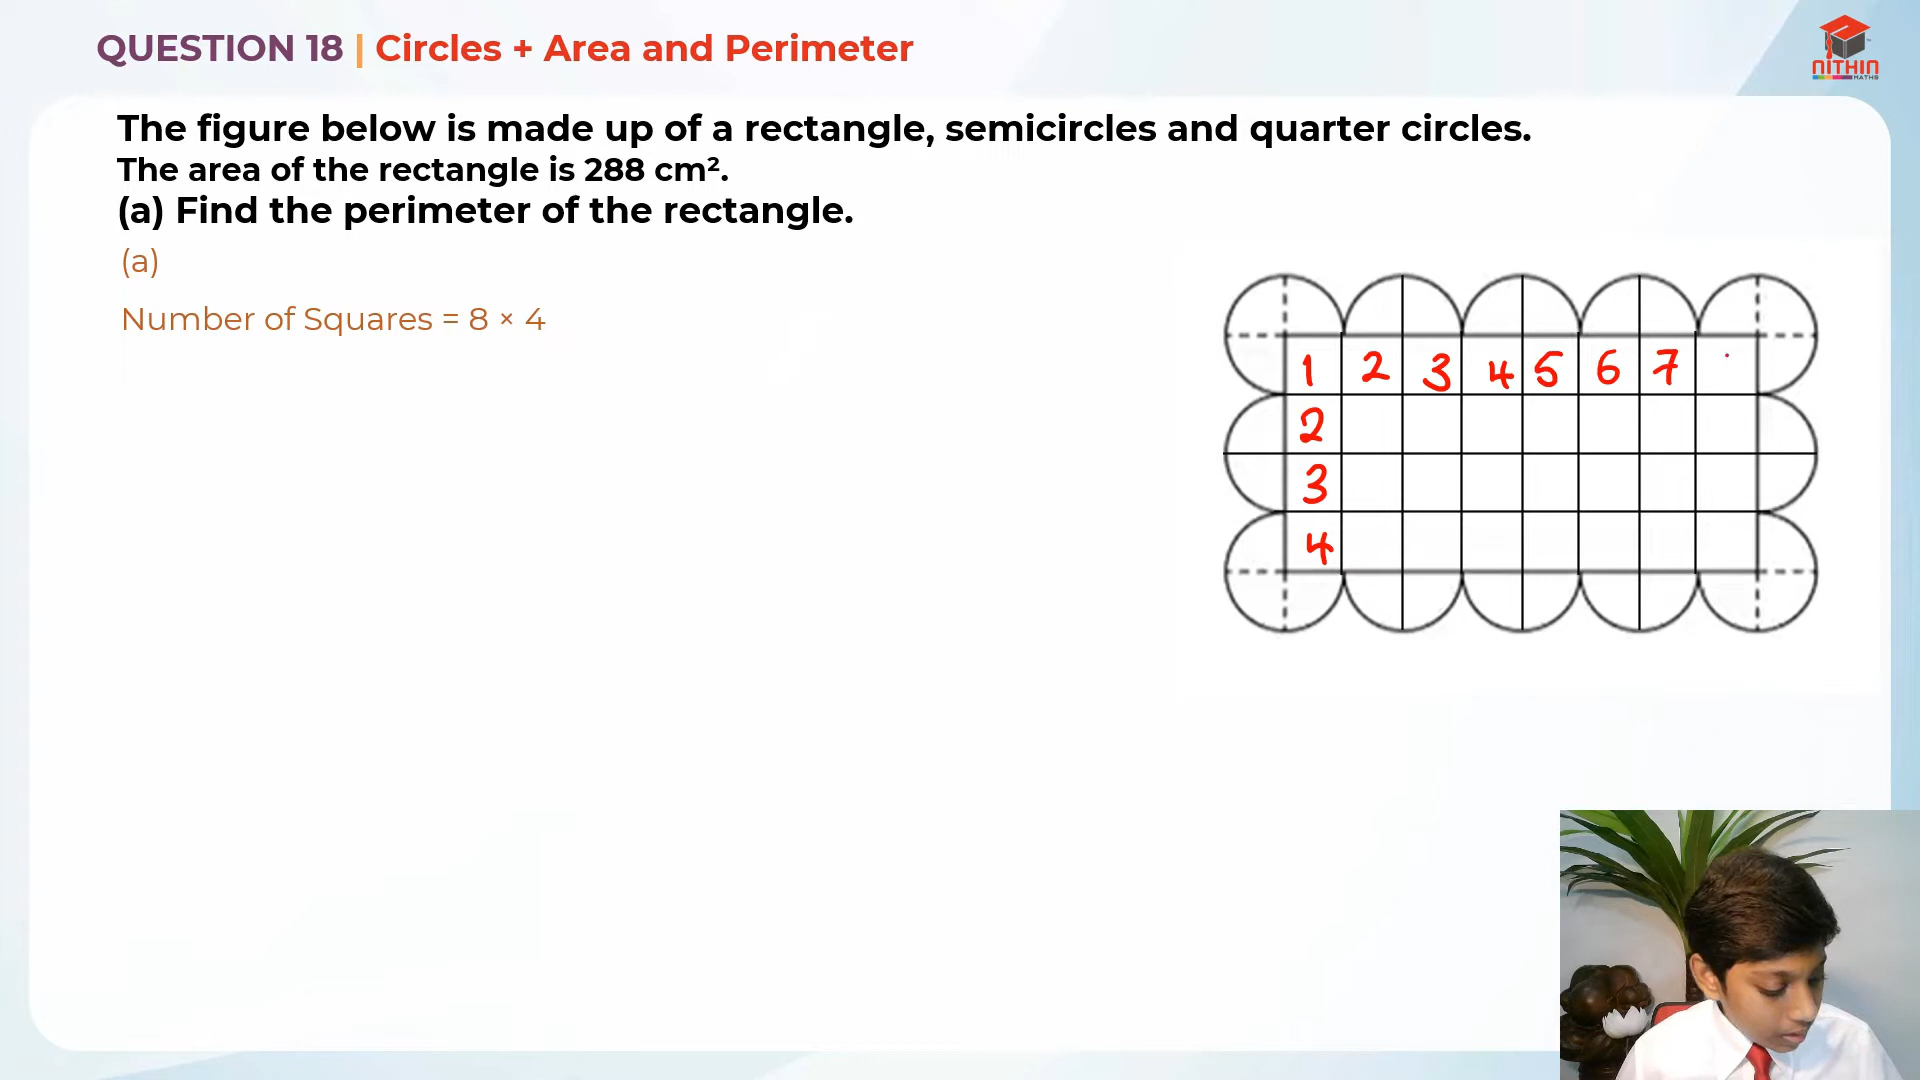 QUESTION 18 | Circles + Area and Perimeter
NITHIN
MATHS
The figure below is made up of a rectangle, semicircles and quarter circles.
The area of the rectangle is 288 cm².
(a) Find the perimeter of the rectangle.
(a)
Number of Squares = 8 × 4
1 2 3 4 5 6 7
2
3
4